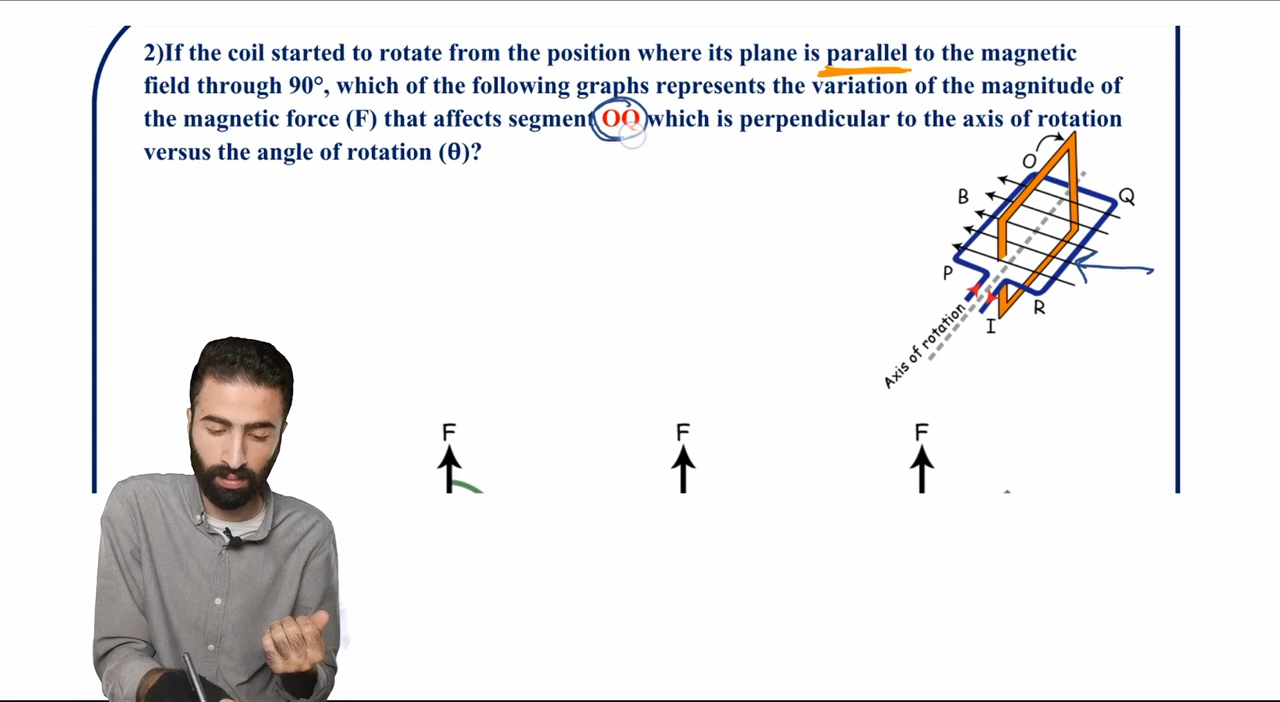 2)If the coil started to rotate from the position where its plane is parallel to the magnetic
field through 90°, which of the following graphs represents the variation of the magnitude of
the magnetic force (F) that affects segment OQ which is perpendicular to the axis of rotation
versus the angle of rotation (θ)?
O
B
Q
P
R
I
Axis of rotation
F
F
F